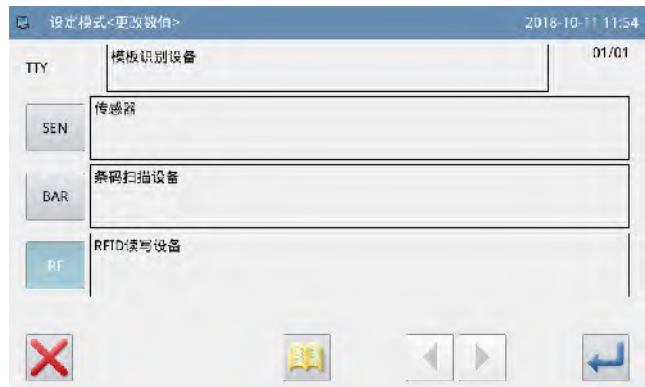 设定模式<更改数值> 2018-10-11 11:54
TTY 模板识别设备 01/01
SEN 传感器
BAR 条码扫描设备
RF RFID读写设备